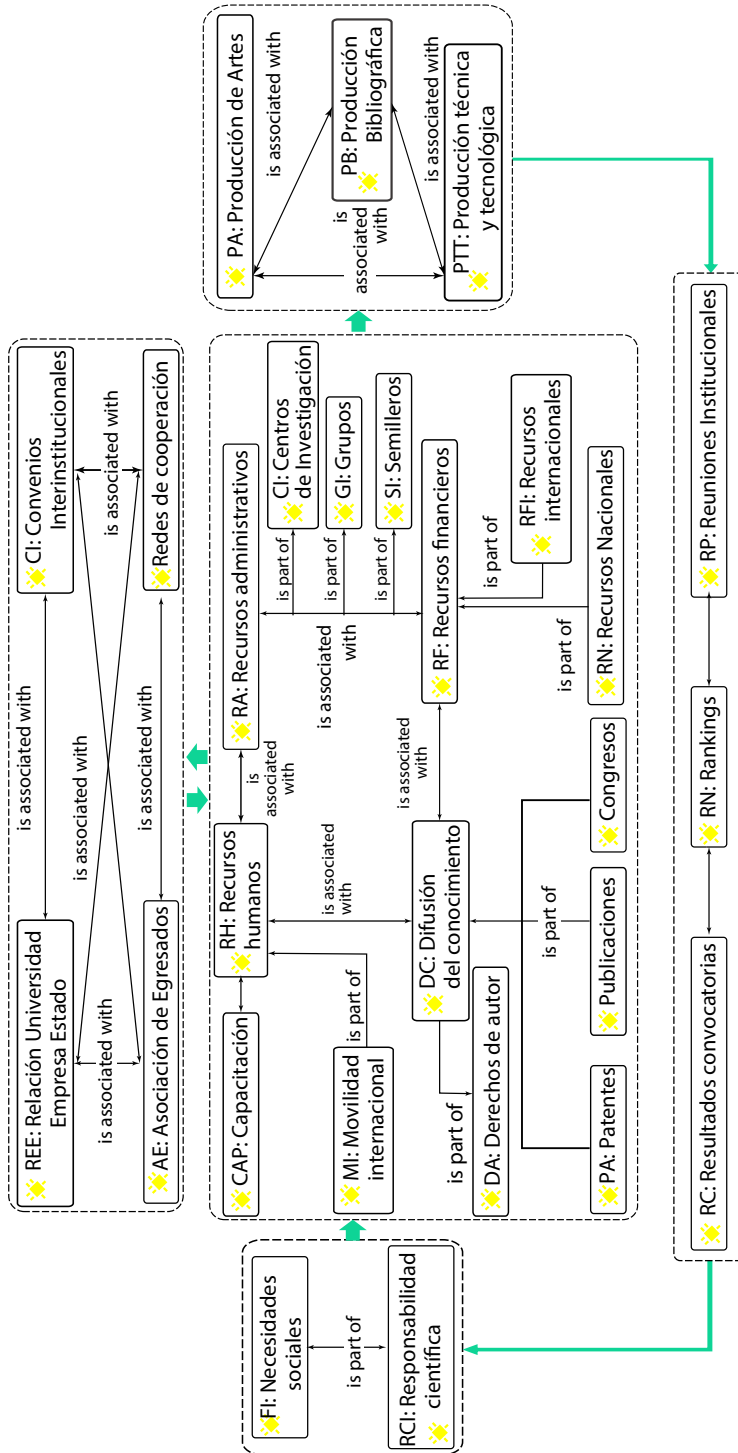 FI: Necesidades
sociales
is part of
RCI: Responsabilidad
científica
REE: Relación Universidad
Empresa Estado
is associated with
CI: Convenios
Interinstitucionales
is associated with
is associated with
is associated with
AE: Asociación de Egresados
is associated with
Redes de cooperación
CAP: Capacitación
RH: Recursos
humanos
is
associated
with
RA: Recursos administrativos
is part of
CI: Centros
de Investigación
MI: Movilidad
internacional
is part of
is associated
with
is associated
with
is part of
GI: Grupos
is part of
SI: Semilleros
DC: Difusión
del conocimiento
is associated
with
RF: Recursos financieros
is part of
DA: Derechos de autor
is part of
RFI: Recursos
internacionales
is part of
is part of
PA: Patentes
Publicaciones
Congresos
RN: Recursos Nacionales
PA: Producción de Artes
is associated with
is
associated
with
PB: Producción
Bibliográfica
is associated with
PTT: Producción técnica
y tecnológica
RC: Resultados convocatorias
RN: Rankings
RP: Reuniones Institucionales